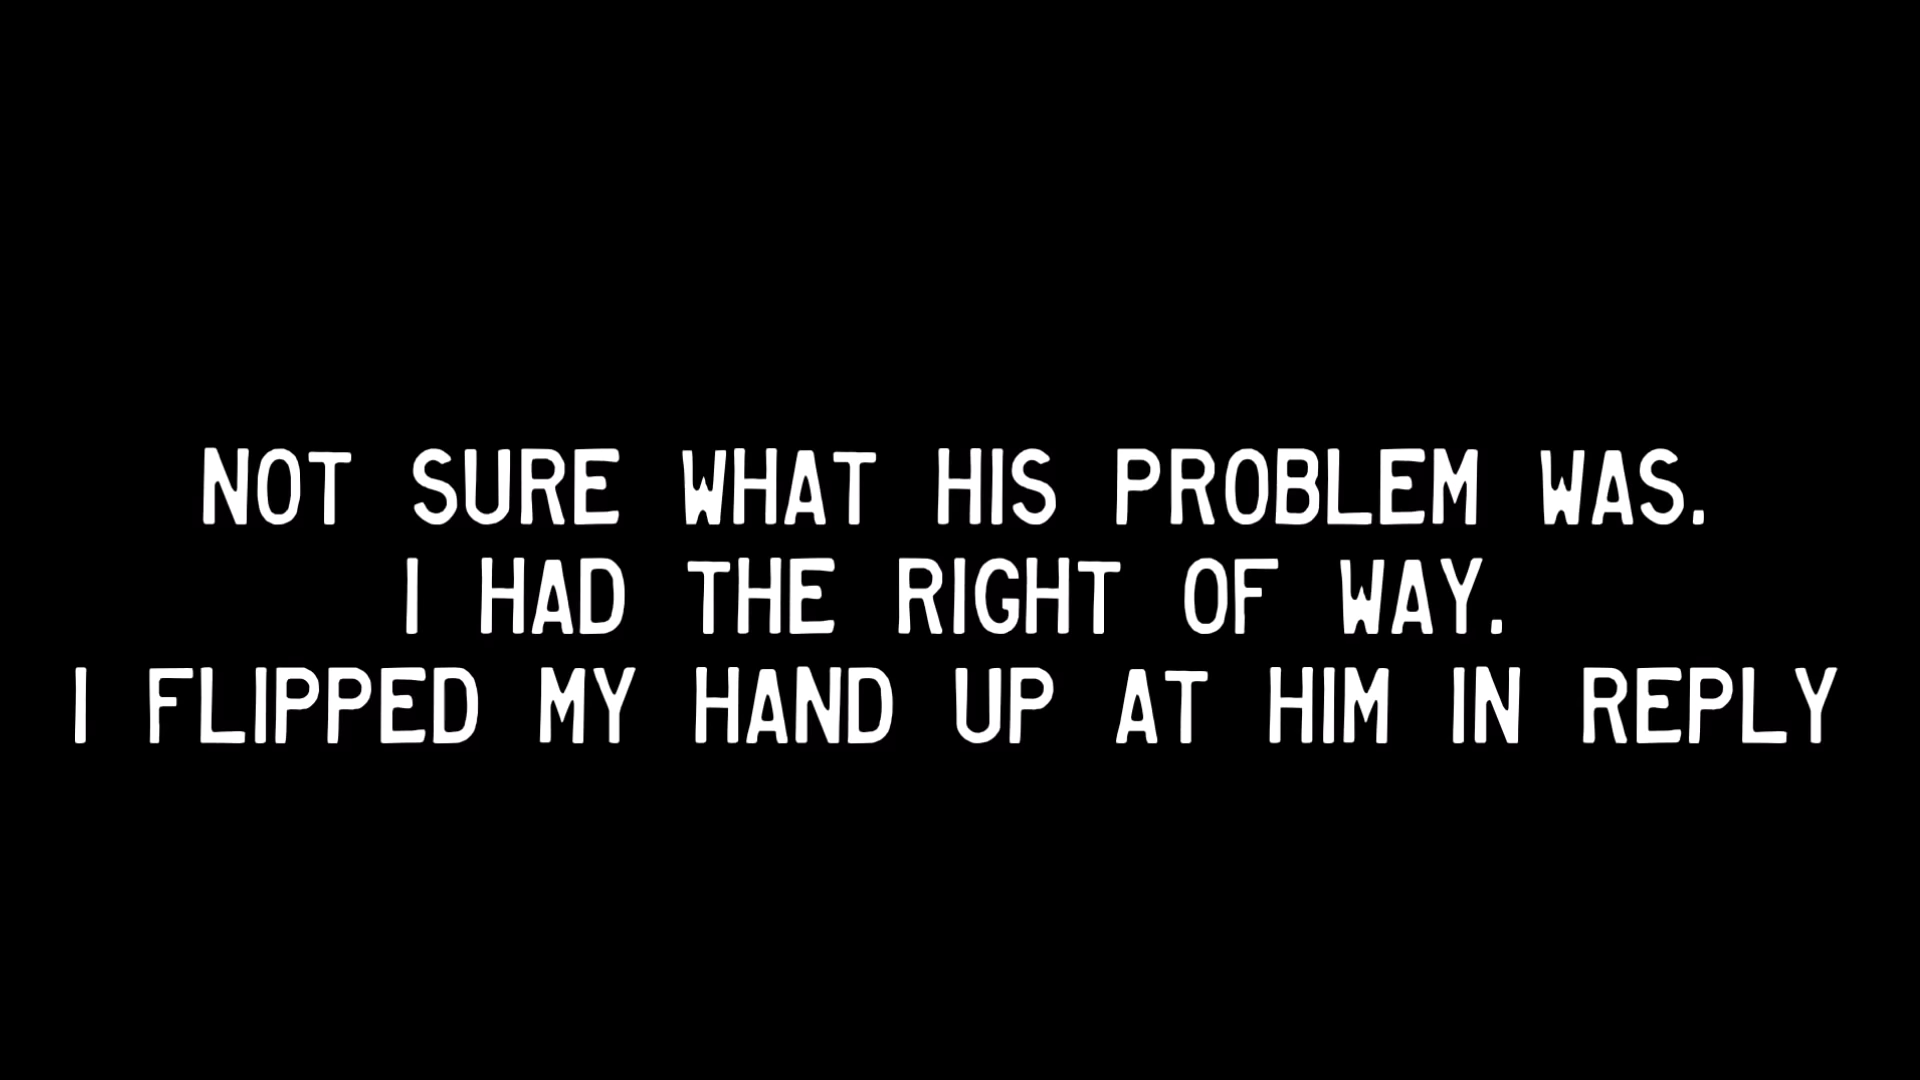 NOT SURE WHAT HIS PROBLEM WAS.
I HAD THE RIGHT OF WAY.
I FLIPPED MY HAND UP AT HIM IN REPLY